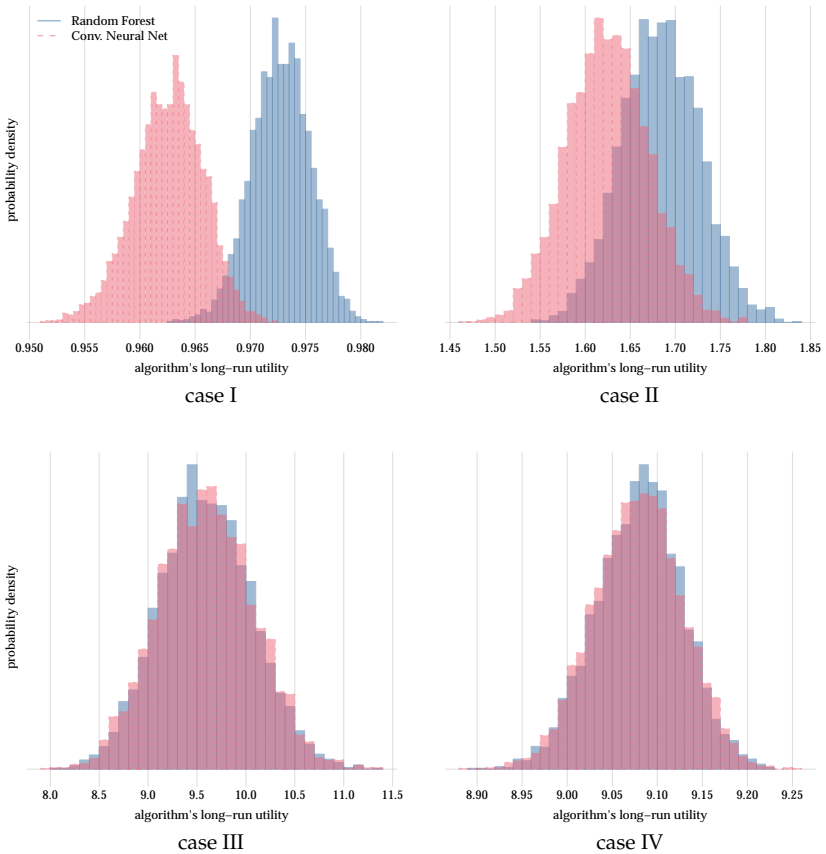 Random Forest
Conv. Neural Net
probability density
0.950 0.955 0.960 0.965 0.970 0.975 0.980
algorithm's long−run utility
case I
1.45 1.50 1.55 1.60 1.65 1.70 1.75 1.80 1.85
algorithm's long−run utility
case II
probability density
8.0 8.5 9.0 9.5 10.0 10.5 11.0 11.5
algorithm's long−run utility
case III
8.90 8.95 9.00 9.05 9.10 9.15 9.20 9.25
algorithm's long−run utility
case IV